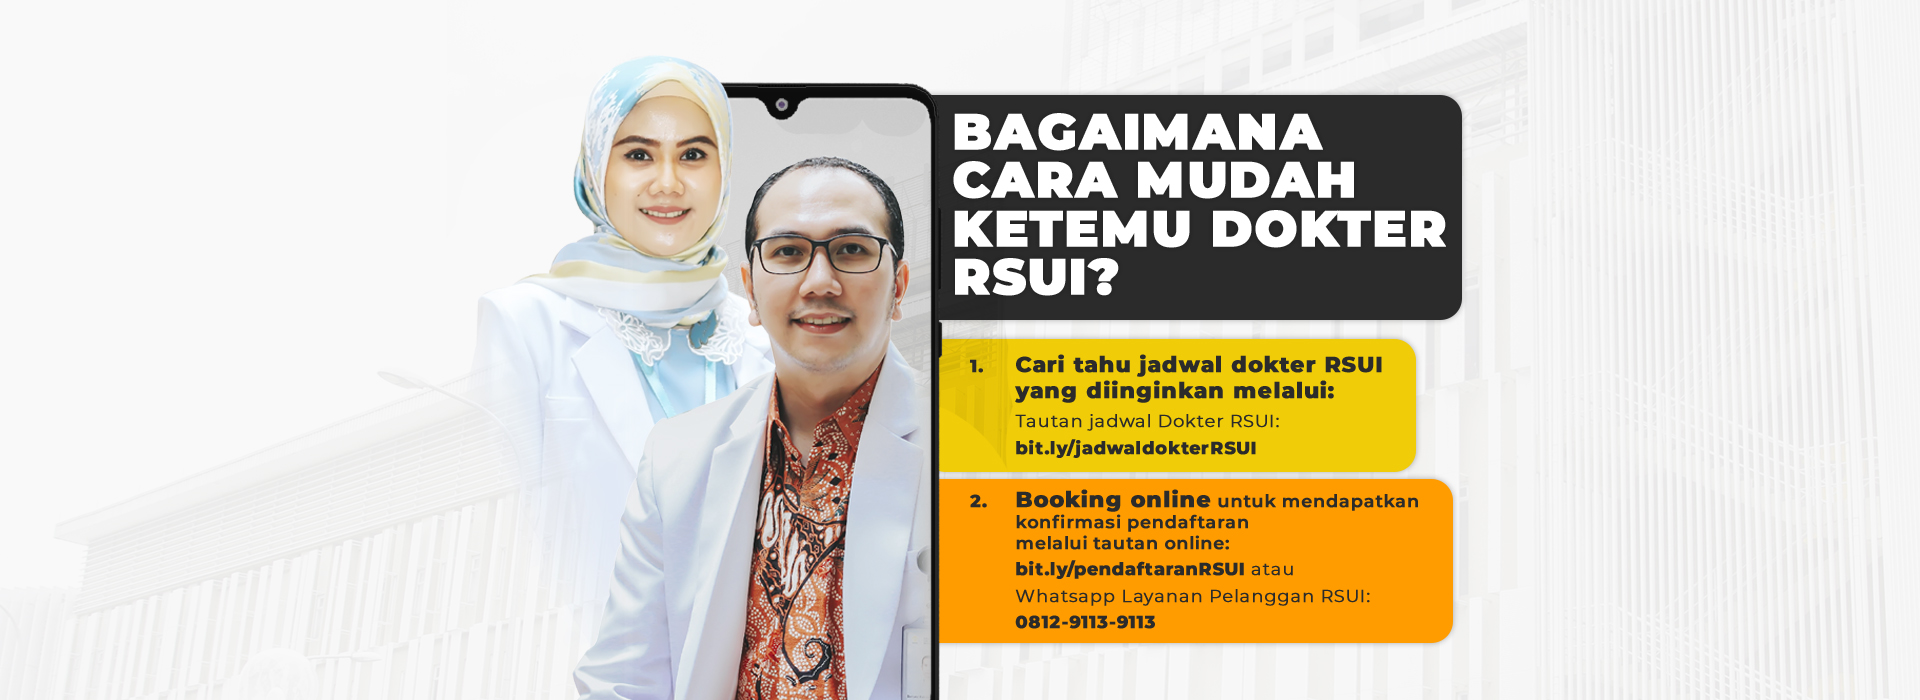 BAGAIMANA
CARA MUDAH
KETEMU DOKTER
RSUI?
1. Cari tahu jadwal dokter RSUI
yang diinginkan melalui:
Tautan jadwal Dokter RSUI:
bit.ly/jadwaldokterRSUI
2. Booking online untuk mendapatkan
konfirmasi pendaftaran
melalui tautan online:
bit.ly/pendaftaranRSUI atau
Whatsapp Layanan Pelanggan RSUI:
0812-9113-9113